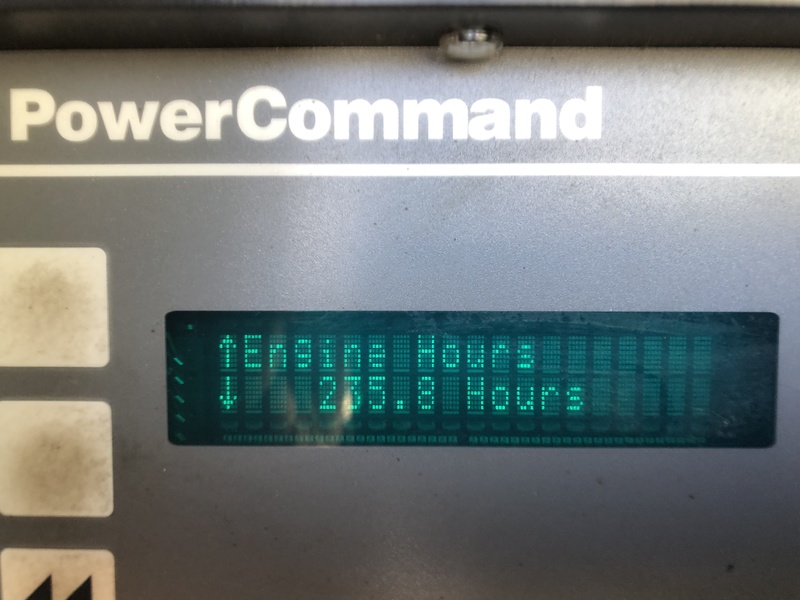 PowerCommand
↑Engine Hours
↓ 235.8 Hours